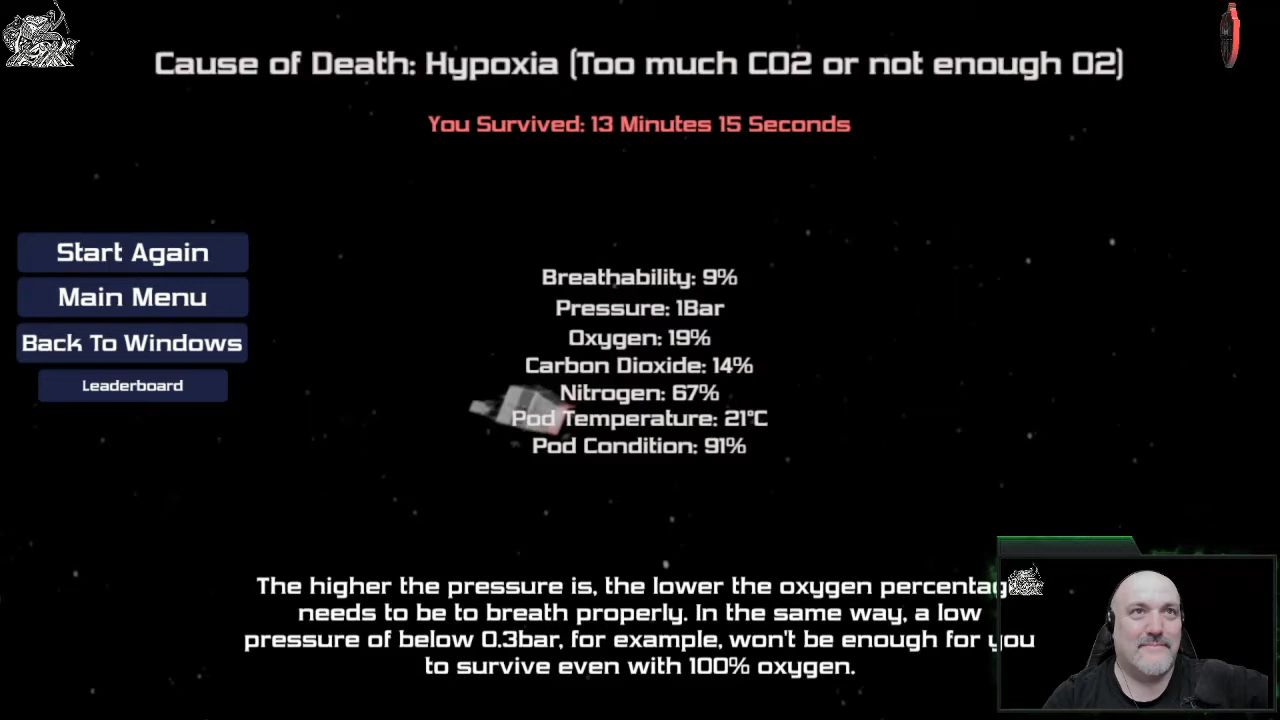 Cause of Death: Hypoxia (Too much CO2 or not enough O2)
You Survived: 13 Minutes 15 Seconds
Start Again
Main Menu
Back To Windows
Leaderboard
Breathability: 9%
Pressure: 1Bar
Oxygen: 19%
Carbon Dioxide: 14%
Nitrogen: 67%
Pod Temperature: 21°C
Pod Condition: 91%
The higher the pressure is, the lower the oxygen percentage
needs to be to breath properly. In the same way, a low
pressure of below 0.3bar, for example, won't be enough for you
to survive even with 100% oxygen.